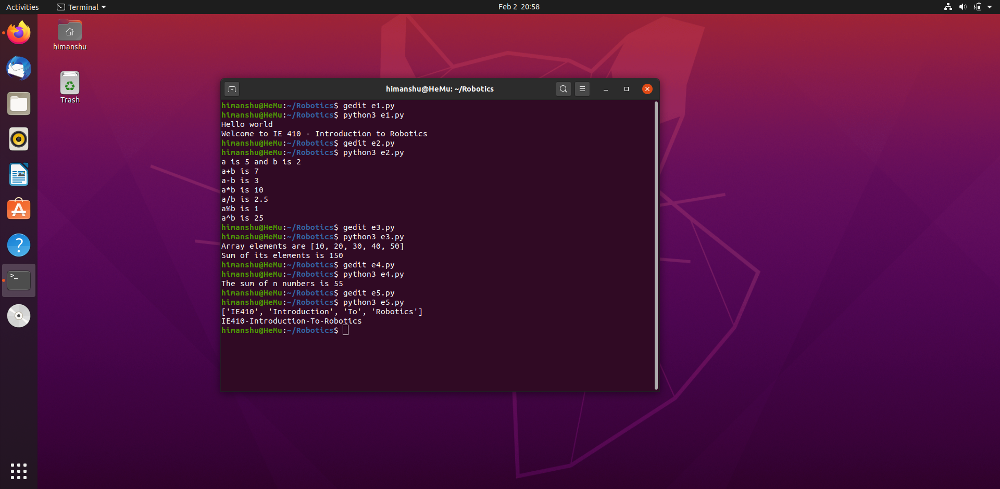 Activities
Terminal
Feb 2 20:58
himanshu
Trash
himanshu@HeMu: ~/Robotics
himanshu@HeMu:~/Robotics$ gedit e1.py
himanshu@HeMu:~/Robotics$ python3 e1.py
Hello world
Welcome to IE 410 - Introduction to Robotics
himanshu@HeMu:~/Robotics$ gedit e2.py
himanshu@HeMu:~/Robotics$ python3 e2.py
a is 5 and b is 2
a+b is 7
a-b is 3
a*b is 10
a/b is 2.5
a%b is 1
a^b is 25
himanshu@HeMu:~/Robotics$ gedit e3.py
himanshu@HeMu:~/Robotics$ python3 e3.py
Array elements are [10, 20, 30, 40, 50]
Sum of its elements is 150
himanshu@HeMu:~/Robotics$ gedit e4.py
himanshu@HeMu:~/Robotics$ python3 e4.py
The sum of n numbers is 55
himanshu@HeMu:~/Robotics$ gedit e5.py
himanshu@HeMu:~/Robotics$ python3 e5.py
['IE410', 'Introduction', 'To', 'Robotics']
IE410-Introduction-To-Robotics
himanshu@HeMu:~/Robotics$